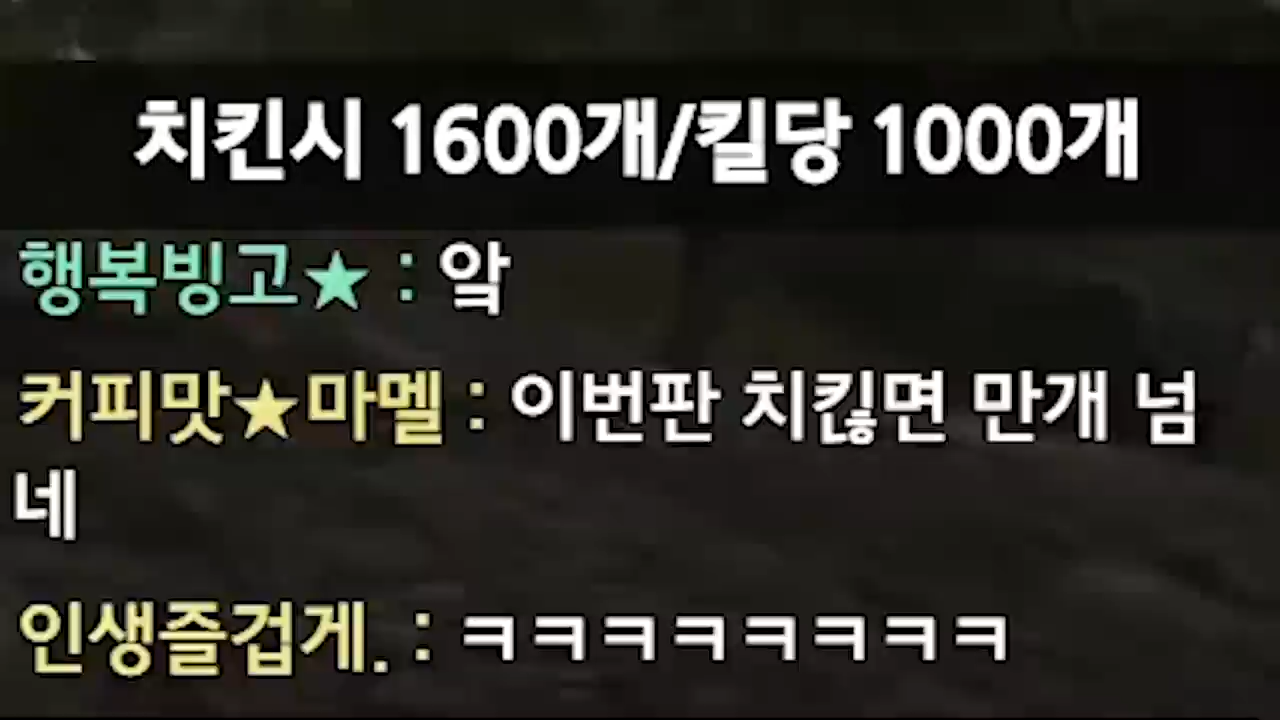 치킨시 1600개/킬당 1000개
행복빙고★ : 앜
커피맛★마멜 : 이번판 치킪면 만개 넘
네
인생즐겁게. : ㅋㅋㅋㅋㅋㅋㅋㅋ